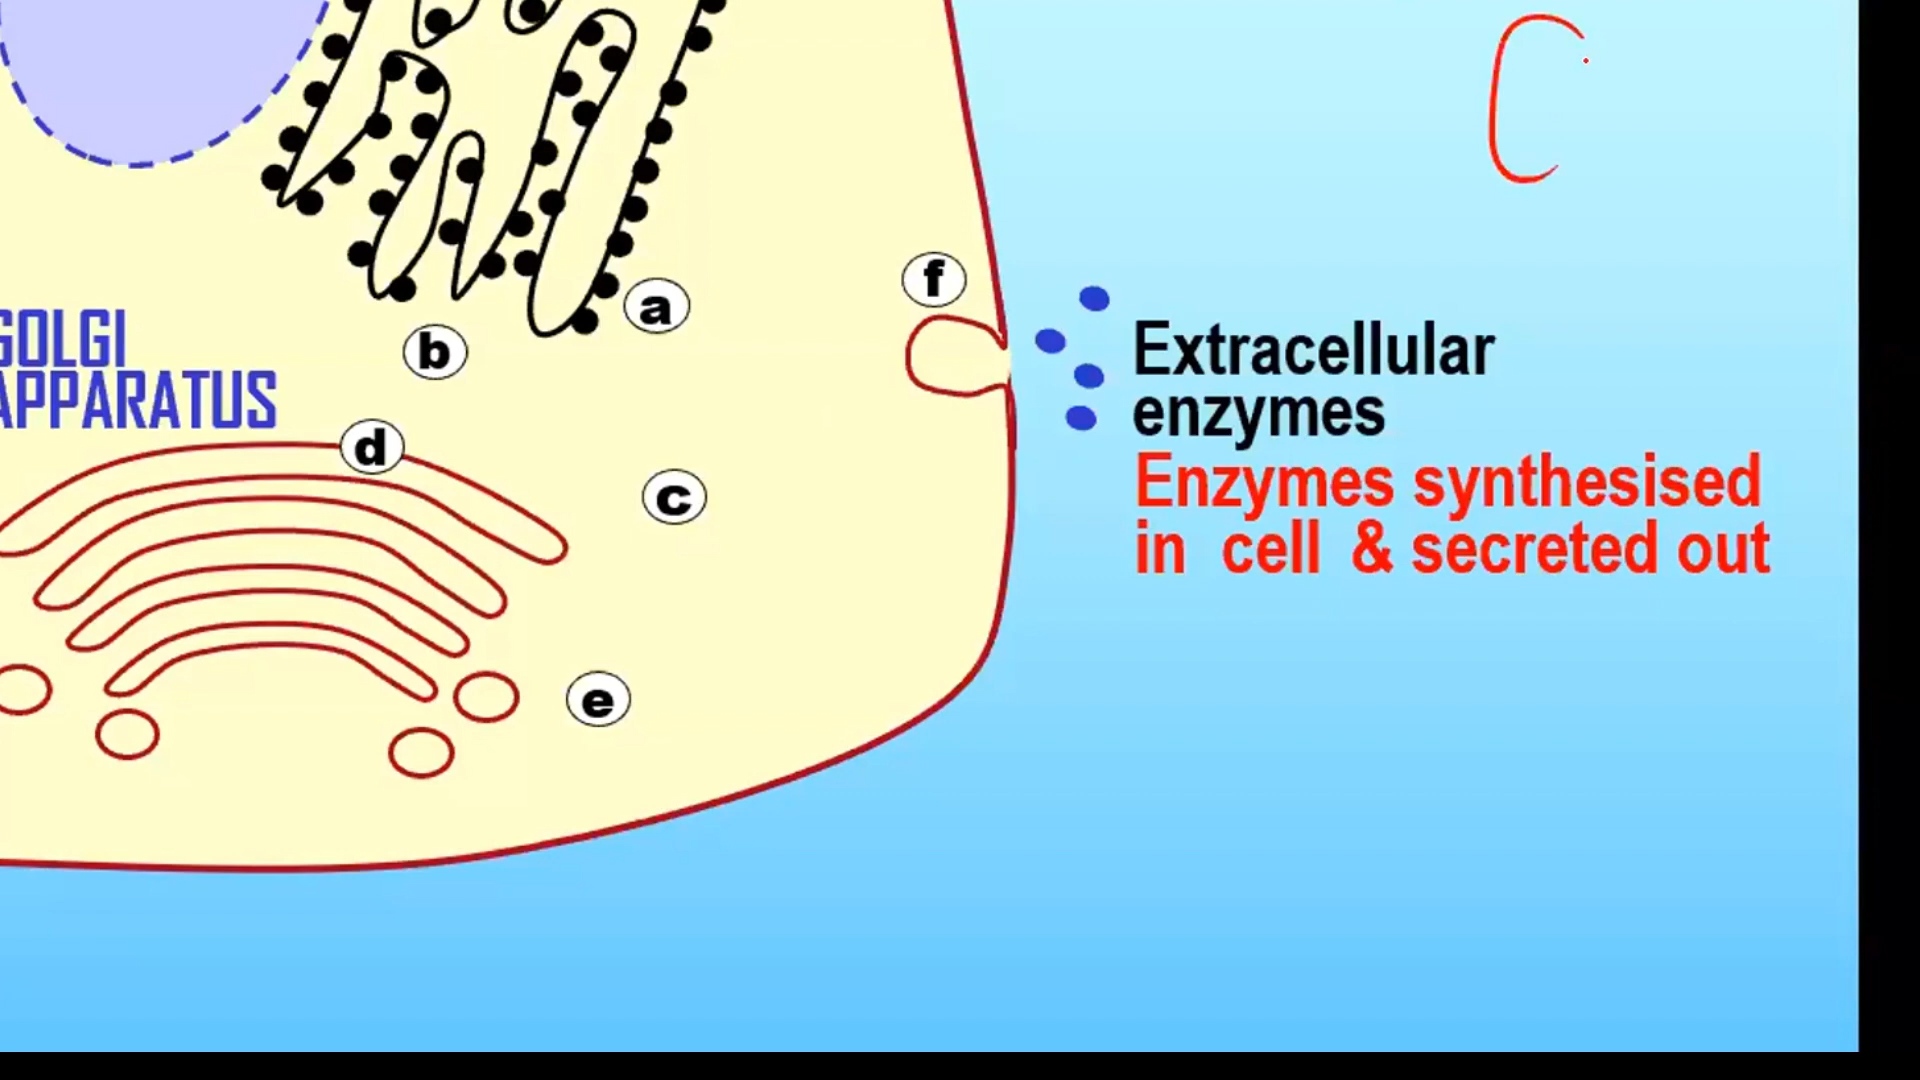 C
f
a
b
GOLGI
APPARATUS
d
c
e
Extracellular
enzymes
Enzymes synthesised
in cell & secreted out